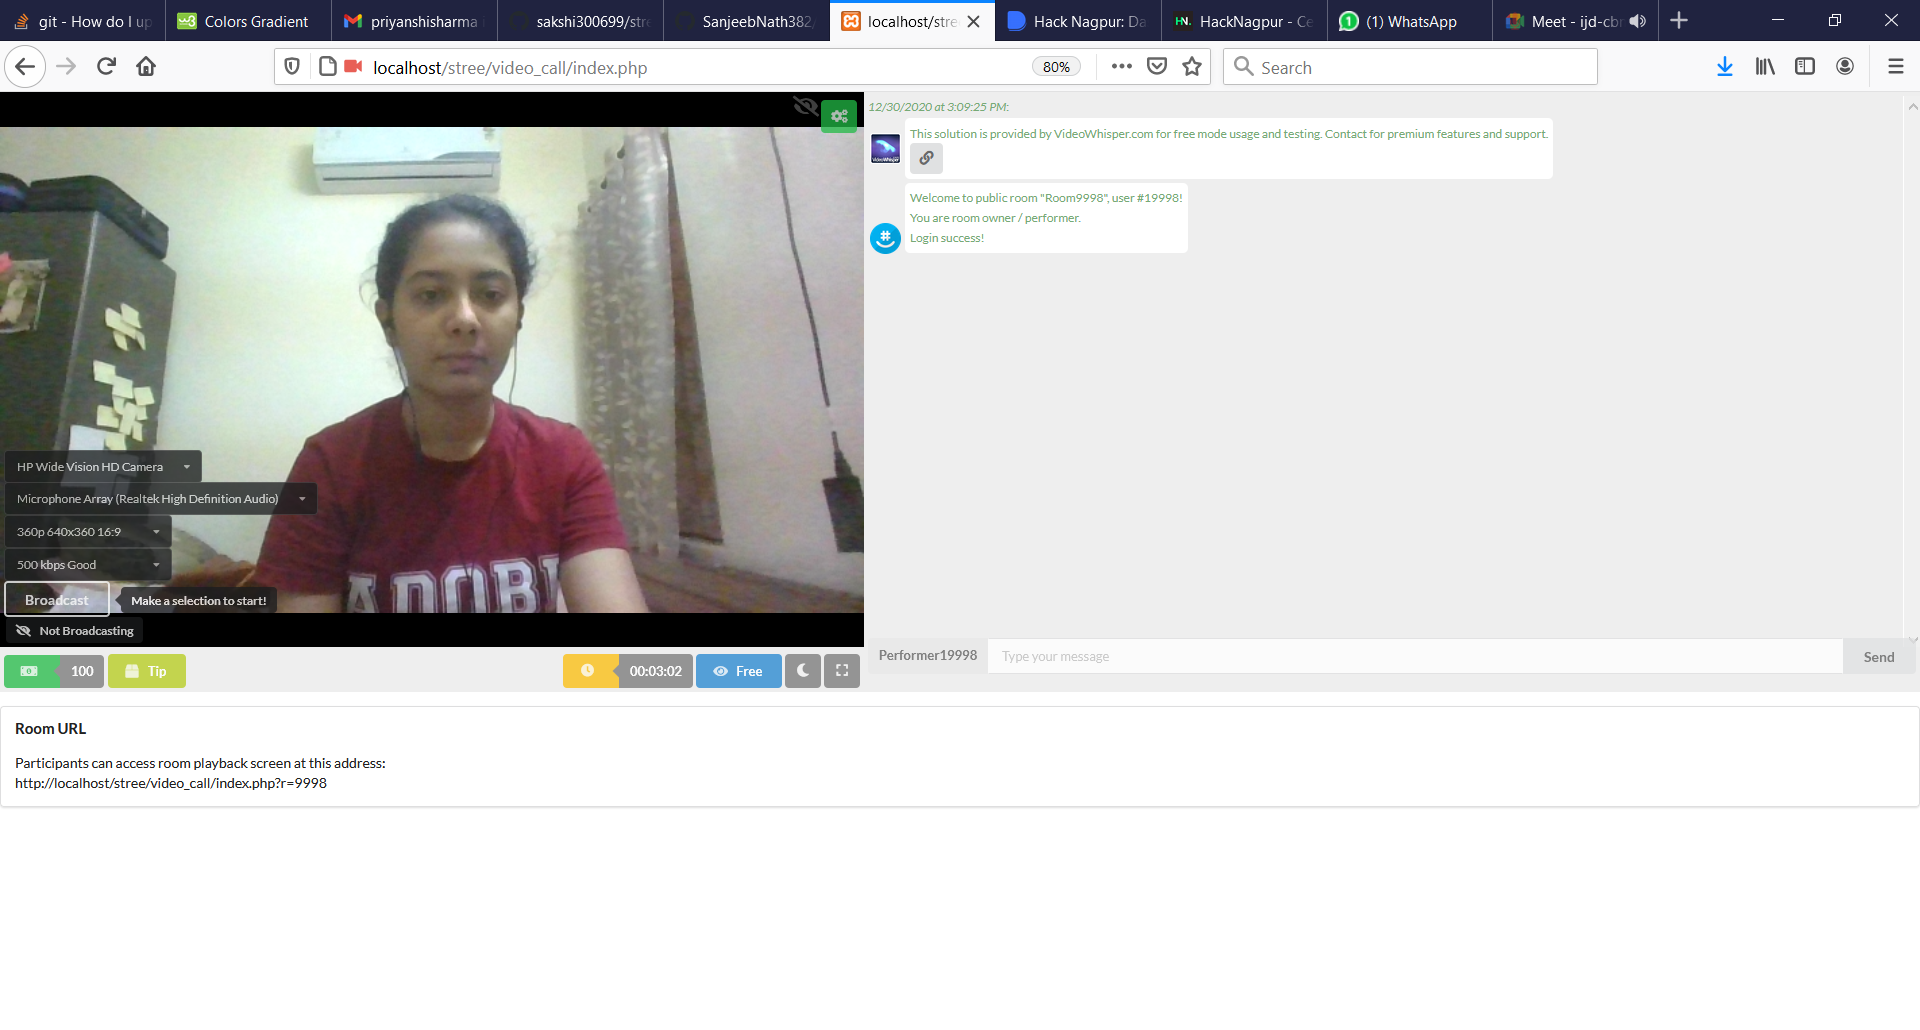 git - How do I up
Colors Gradient
priyanshisharma i
sakshi300699/stre
SanjeebNath382/
localhost/stree
Hack Nagpur: Da
HackNagpur - Ce
(1) WhatsApp
Meet - ijd-cbr
localhost/stree/video_call/index.php
80%
Search
12/30/2020 at 3:09:25 PM:
This solution is provided by VideoWhisper.com for free mode usage and testing. Contact for premium features and support.
Welcome to public room "Room9998", user #19998!
You are room owner / performer.
Login success!
ADOBE
HP Wide Vision HD Camera
Microphone Array (Realtek High Definition Audio)
360p 640x360 16:9
500 kbps Good
Broadcast
Make a selection to start!
Not Broadcasting
100
Tip
00:03:02
Free
Performer19998
Type your message
Send
Room URL
Participants can access room playback screen at this address:
http://localhost/stree/video_call/index.php?r=9998